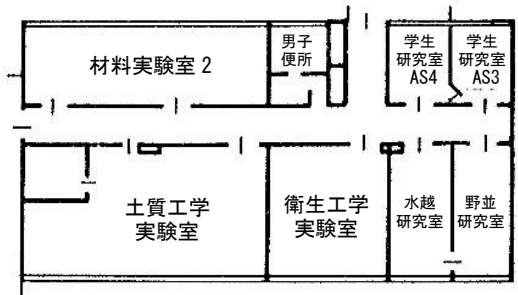 材料実験室 2
男子
便所
学生
研究室
AS4
学生
研究室
AS3
土質工学
実験室
衛生工学
実験室
水越
研究室
野並
研究室